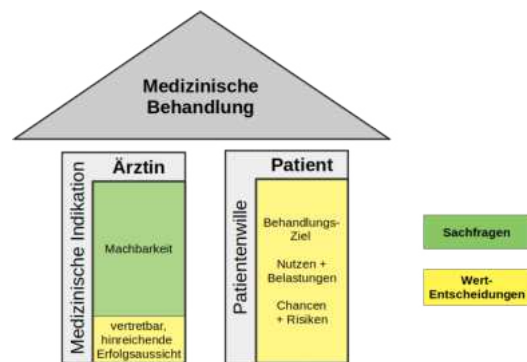 Medizinische
Behandlung
Medizinische Indikation
Ärztin
Machbarkeit
vertretbar,
hinreichende
Erfolgsaussicht
Patientenwille
Patient
Behandlungs-
Ziel
Nutzen +
Belastungen
Chancen
+ Risiken
Sachfragen
Wert-
Entscheidungen